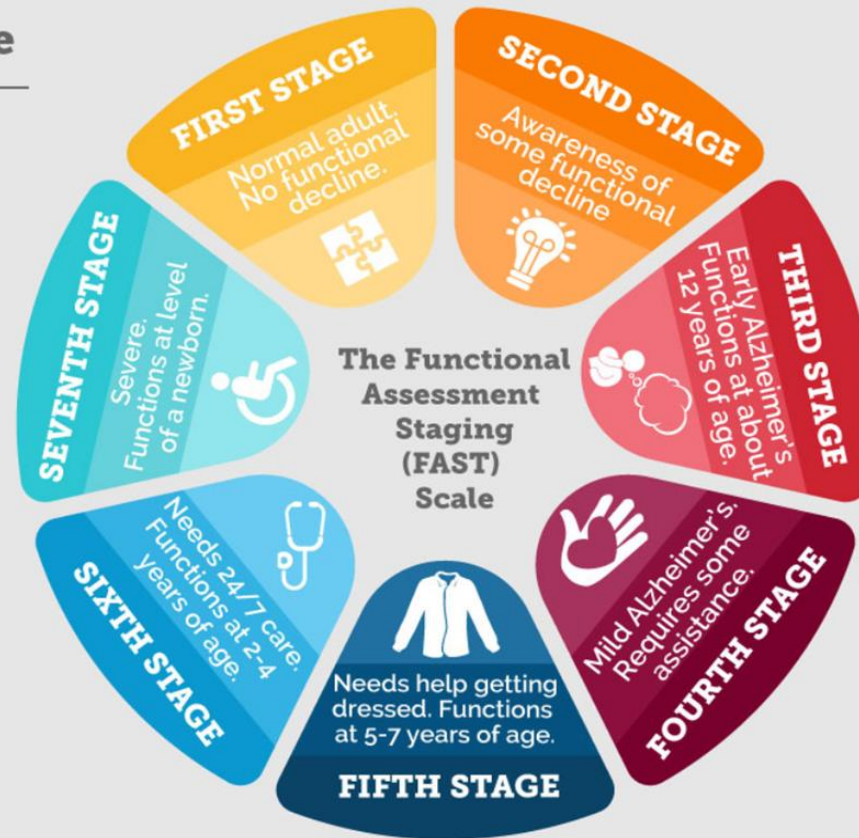 e
FIRST STAGE
Normal adult.
No functional
decline.
SECOND STAGE
Awareness of
some functional
decline
THIRD STAGE
Early Alzheimer's
Functions at about
12 years of age.
FOURTH STAGE
Mild Alzheimer's.
Requires some
assistance.
FIFTH STAGE
Needs help getting
dressed. Functions
at 5-7 years of age.
SIXTH STAGE
Needs 24/7 care.
Functions at 2-4
years of age.
SEVENTH STAGE
Severe.
Functions at level
of a newborn.
The Functional
Assessment
Staging
(FAST)
Scale